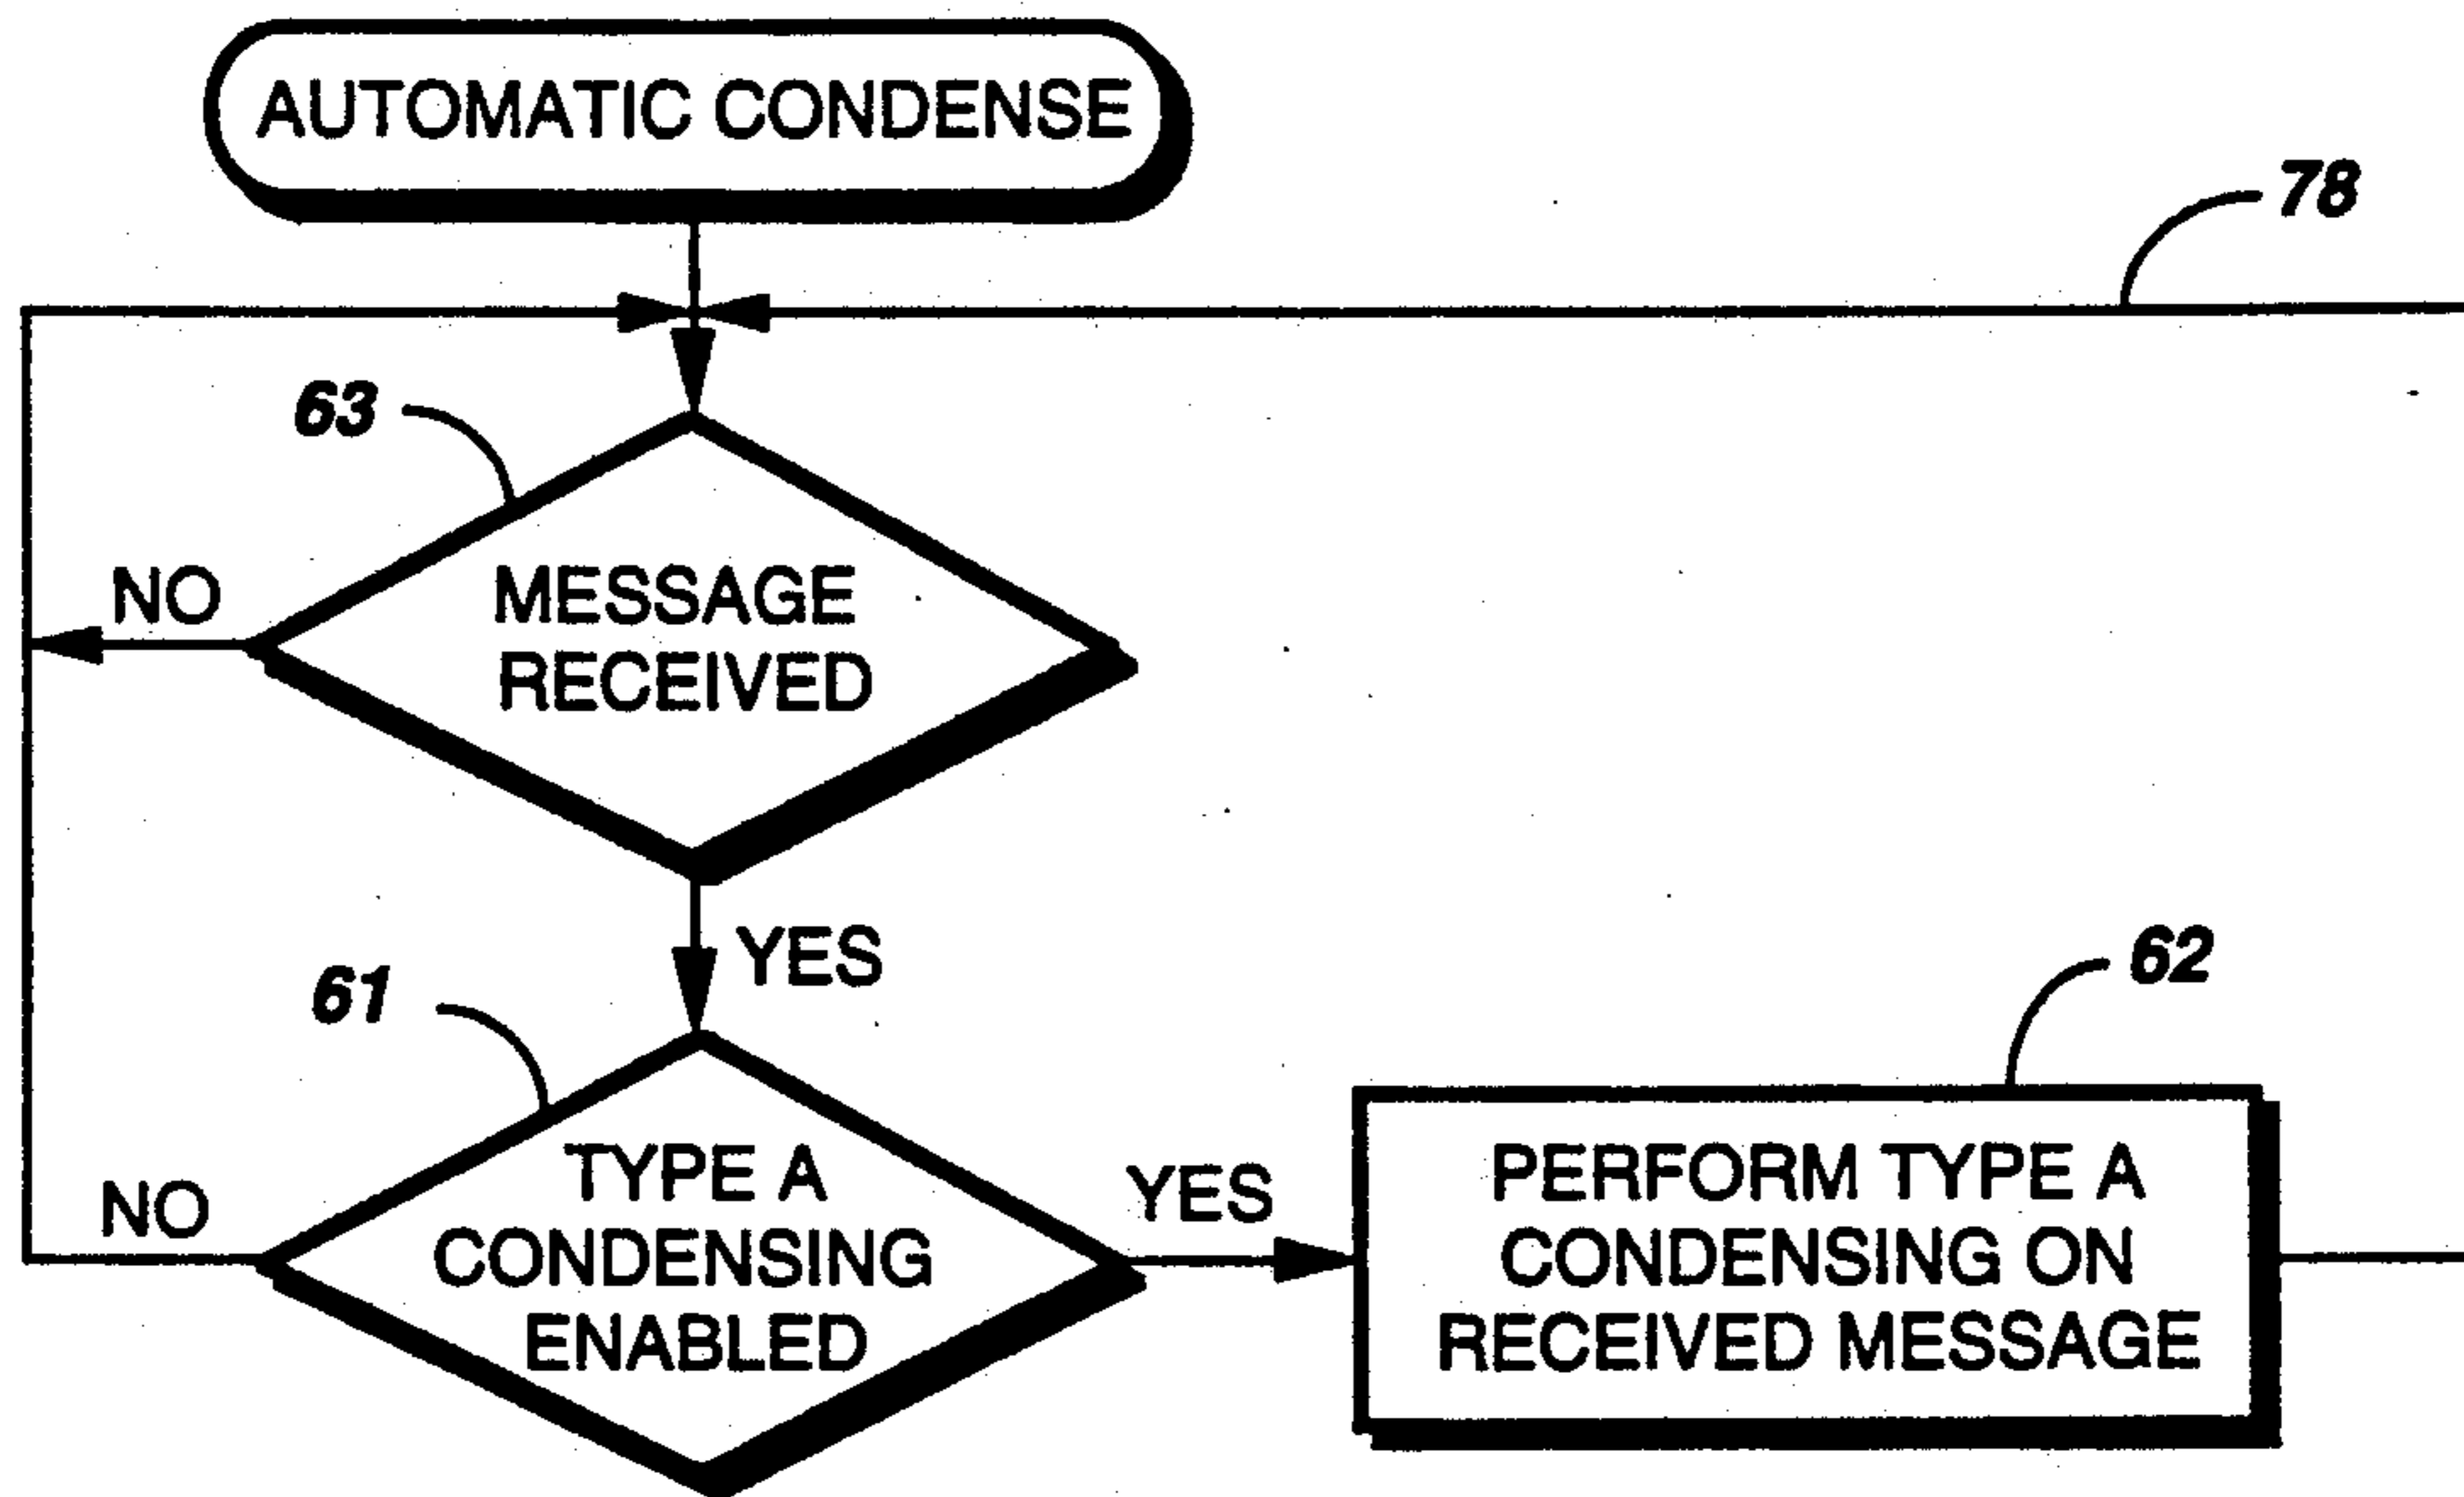 AUTOMATIC CONDENSE
78
63
NO
MESSAGE
RECEIVED
YES
61
62
TYPE A
CONDENSING
ENABLED
NO
YES
PERFORM TYPE A
CONDENSING ON
RECEIVED MESSAGE